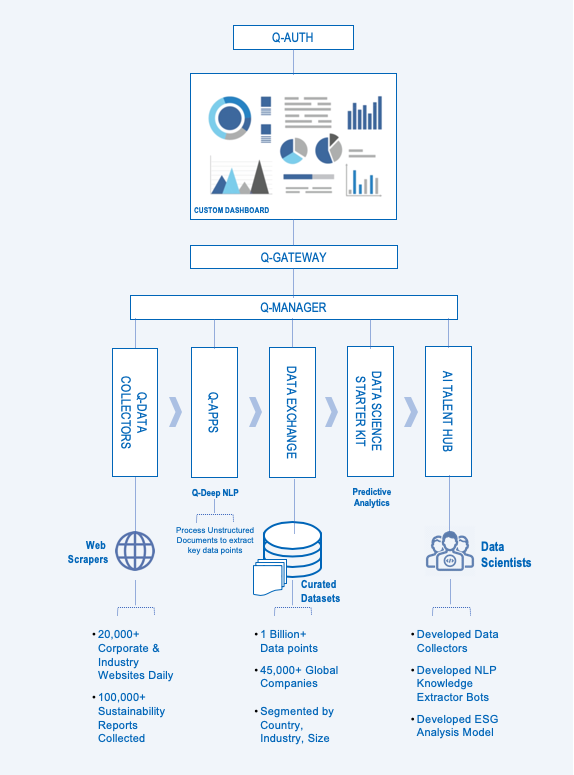 Q-AUTH
CUSTOM DASHBOARD
Q-GATEWAY
Q-MANAGER
Q-DATA
COLLECTORS
Q-APPS
DATA EXCHANGE
DATA SCIENCE
STARTER KIT
AI TALENT HUB
Q-Deep NLP
Process Unstructured
Documents to extract
key data points
Predictive
Analytics
Web
Scrapers
Curated
Datasets
Data
Scientists
• 20,000+
Corporate &
Industry
Websites Daily
• 100,000+
Sustainability
Reports
Collected
• 1 Billion+
Data points
• 45,000+ Global
Companies
• Segmented by
Country,
Industry, Size
• Developed Data
Collectors
• Developed NLP
Knowledge
Extractor Bots
• Developed ESG
Analysis Model